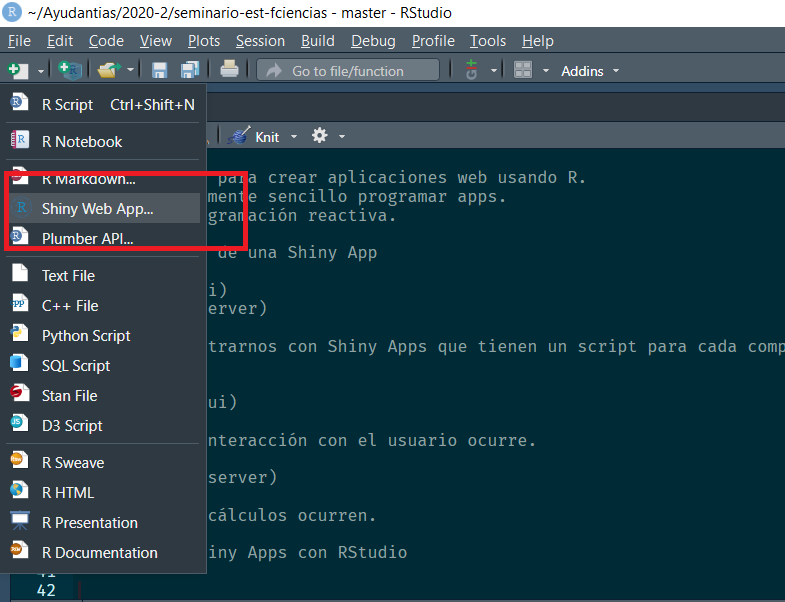 ~/Ayudantias/2020-2/seminario-est-fciencias - master - RStudio
File Edit Code View Plots Session Build Debug Profile Tools Help
Go to file/function Addins
R Script Ctrl+Shift+N
R Notebook
Knit
R Markdown...
Shiny Web App...
Plumber API...
Text File
C++ File
Python Script
SQL Script
Stan File
D3 Script
R Sweave
R HTML
R Presentation
R Documentation
para crear aplicaciones web usando R.
mente sencillo programar apps.
gramación reactiva.
de una Shiny App
i)
erver)
trarnos con Shiny Apps que tienen un script para cada comp
ui)
nteracción con el usuario ocurre.
server)
cálculos ocurren.
iny Apps con RStudio
41
42